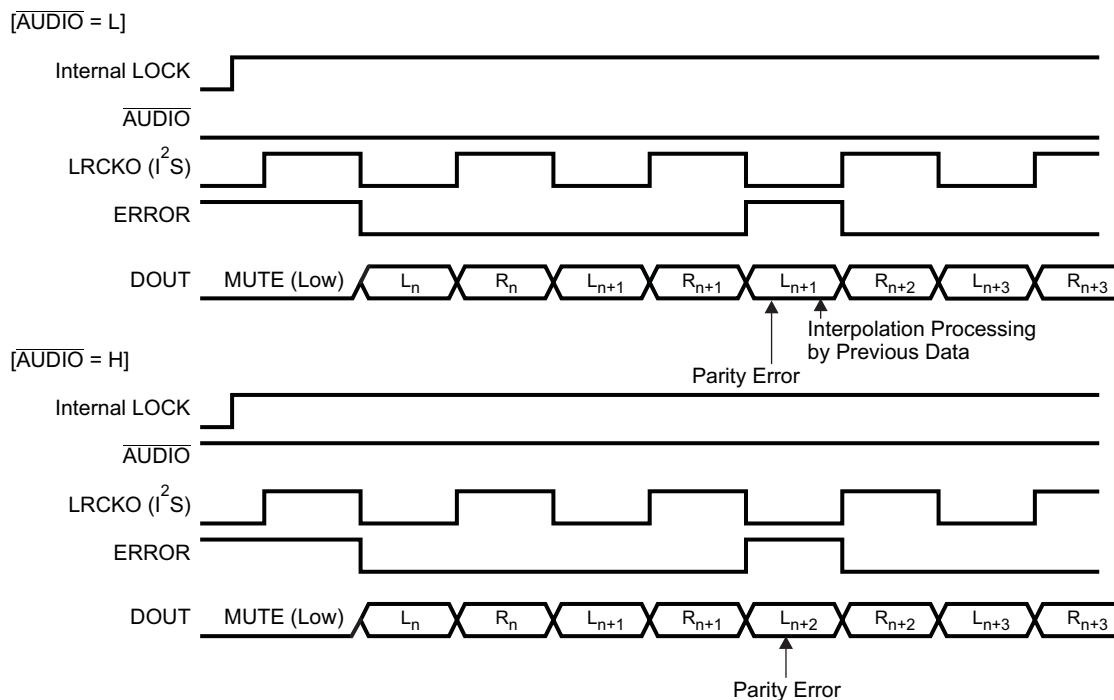 [AUDIO = L]
Internal LOCK
AUDIO
LRCKO (I²S)
ERROR
DOUT MUTE (Low) Lₙ Rₙ Lₙ₊₁ Rₙ₊₁ Lₙ₊₁ Rₙ₊₂ Lₙ₊₃ Rₙ₊₃
Interpolation Processing
by Previous Data
Parity Error
[AUDIO = H]
Internal LOCK
AUDIO
LRCKO (I²S)
ERROR
DOUT MUTE (Low) Lₙ Rₙ Lₙ₊₁ Rₙ₊₁ Lₙ₊₂ Rₙ₊₂ Lₙ₊₃ Rₙ₊₃
Parity Error